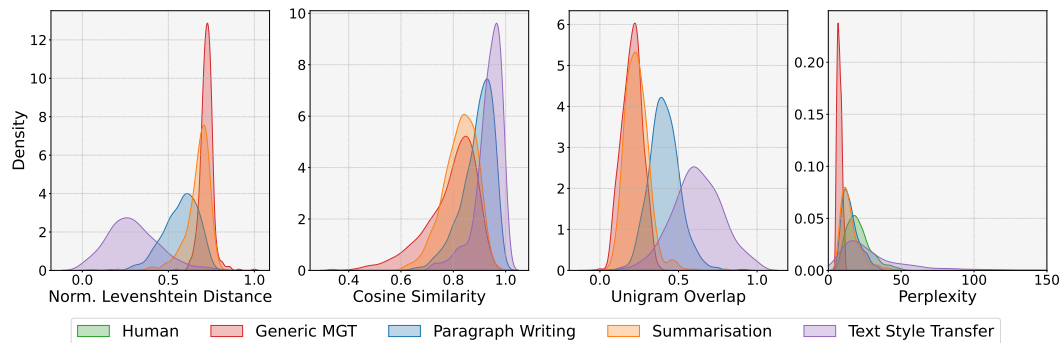 Density
12
10
8
6
4
2
0
0.0 0.5 1.0
Norm. Levenshtein Distance
10
8
6
4
2
0
0.4 0.6 0.8 1.0
Cosine Similarity
6
5
4
3
2
1
0
0.0 0.5 1.0
Unigram Overlap
0.20
0.15
0.10
0.05
0.00
0 50 100 150
Perplexity
Human Generic MGT Paragraph Writing Summarisation Text Style Transfer